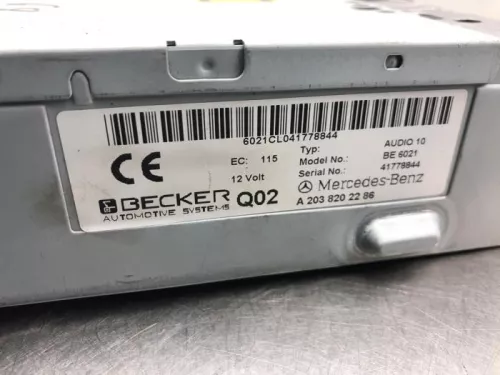 6021CL041778844
CE
EC: 115
12 Volt
Typ: AUDIO 10
Model No.: BE 6021
Serial No.: 41778844
BECKER
AUTOMOTIVE SYSTEMS
Q02
Mercedes-Benz
A 203 820 22 86